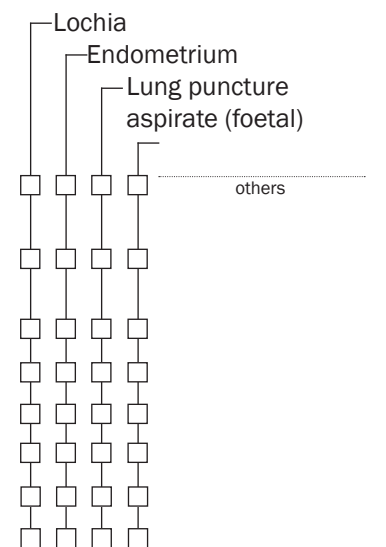 Lochia
Endometrium
Lung puncture
aspirate (foetal)
others